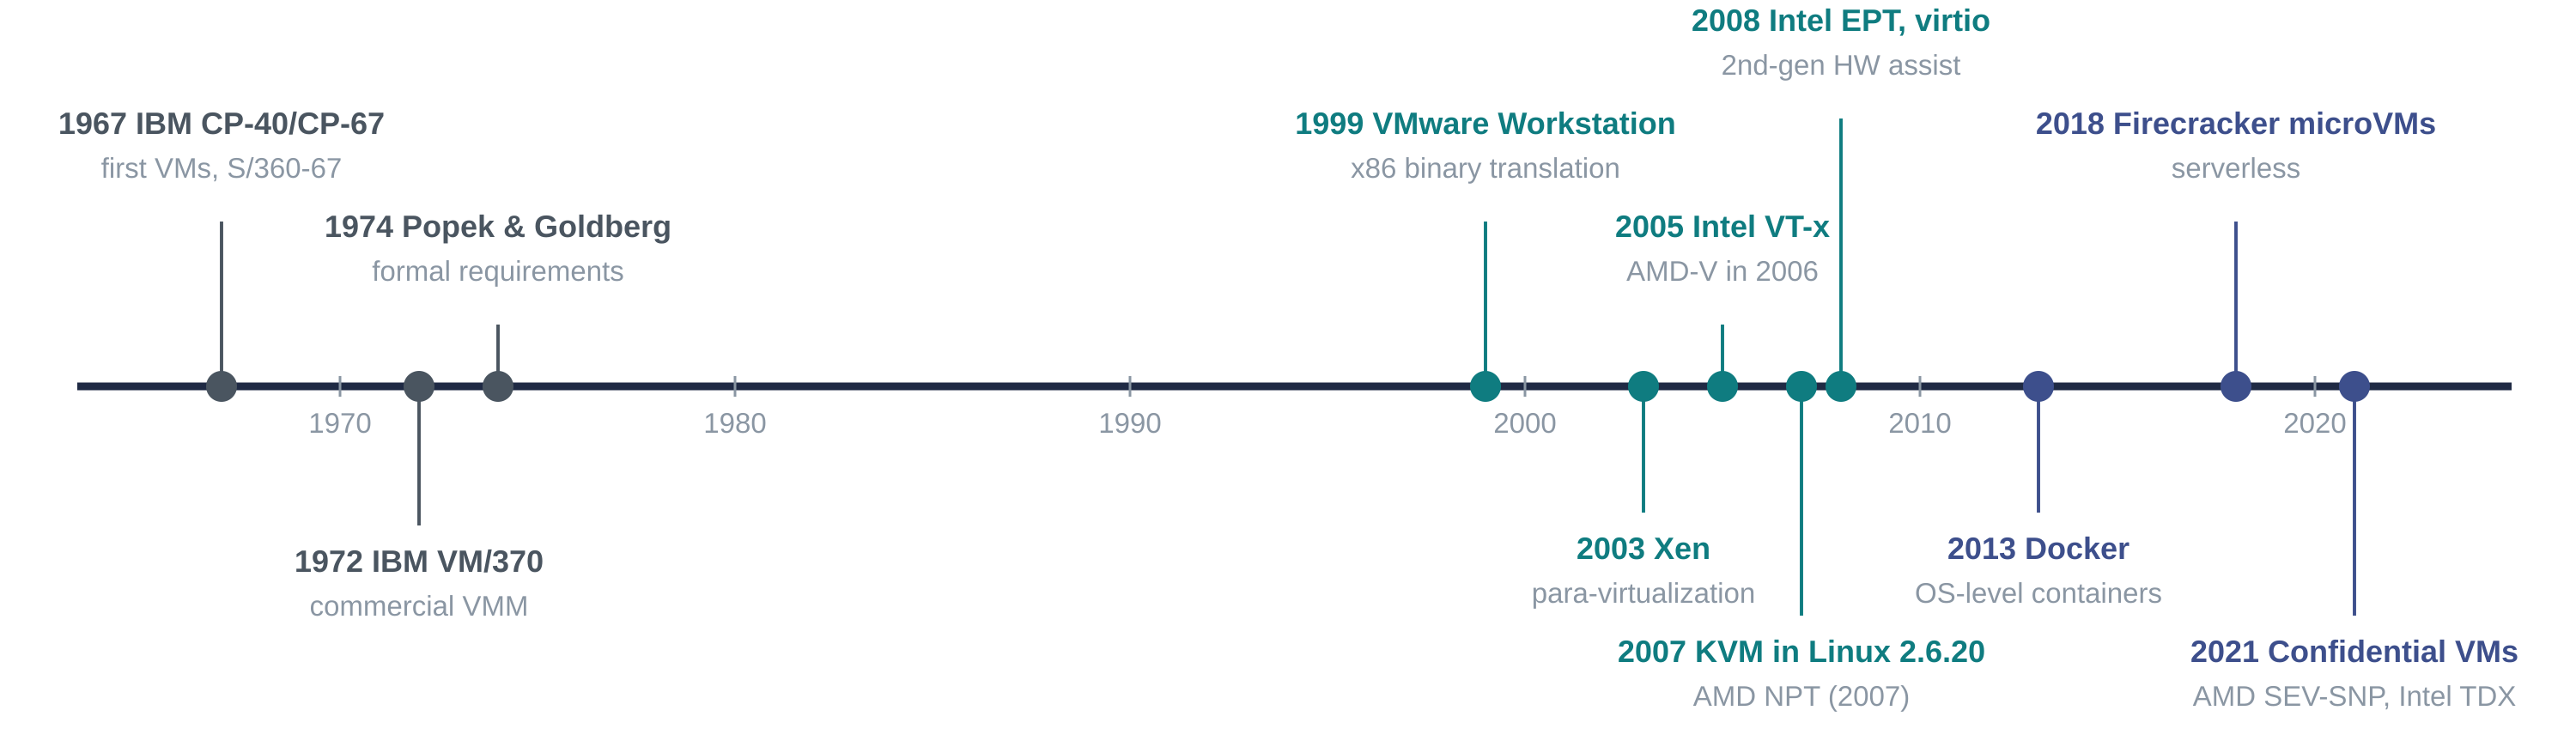 2008 Intel EPT, virtio
2nd-gen HW assist
1967 IBM CP-40/CP-67
first VMs, S/360-67
1999 VMware Workstation
x86 binary translation
2018 Firecracker microVMs
serverless
1974 Popek & Goldberg
formal requirements
2005 Intel VT-x
AMD-V in 2006
1970
1980
1990
2000
2010
2020
1972 IBM VM/370
commercial VMM
2003 Xen
para-virtualization
2013 Docker
OS-level containers
2007 KVM in Linux 2.6.20
AMD NPT (2007)
2021 Confidential VMs
AMD SEV-SNP, Intel TDX